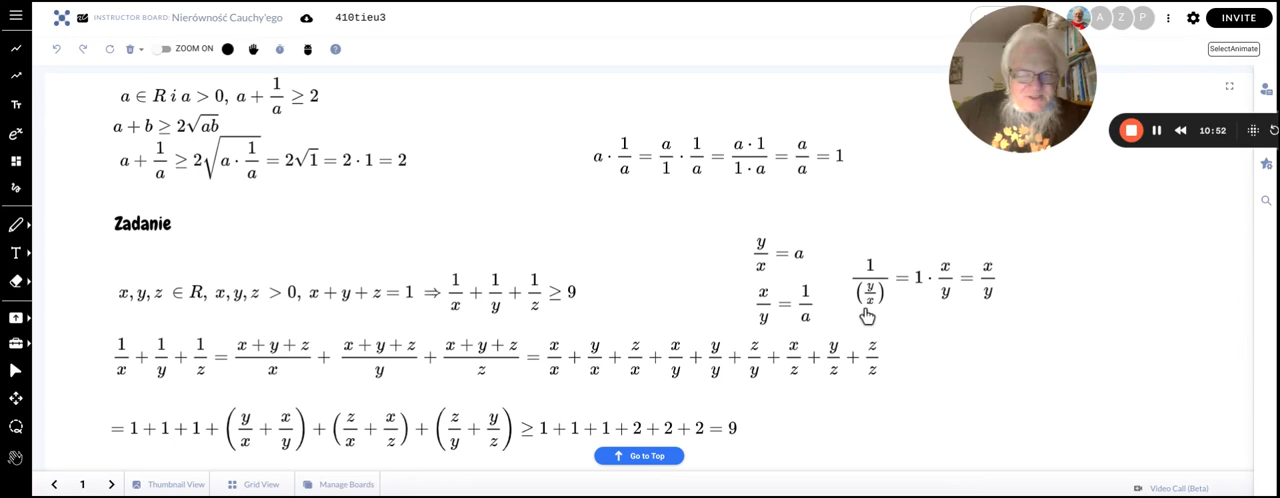 INSTRUCTOR BOARD: Nierówność Cauchy'ego 410tieu3 A Z P INVITE
ZOOM ON SelectAnimate
a ∈ R i a > 0, a + 1/a ≥ 2
a + b ≥ 2√ab
a + 1/a ≥ 2√(a · 1/a) = 2√1 = 2 · 1 = 2
a · 1/a = a/1 · 1/a = (a · 1)/(1 · a) = a/a = 1
10:52
Zadanie
y/x = a
x/y = 1/a
1/(y/x) = 1 · x/y = x/y
x, y, z ∈ R, x, y, z > 0, x + y + z = 1 ⇒ 1/x + 1/y + 1/z ≥ 9
1/x + 1/y + 1/z = (x + y + z)/x + (x + y + z)/y + (x + y + z)/z = x/x + y/x + z/x + x/y + y/y + z/y + x/z + y/z + z/z
= 1 + 1 + 1 + (y/x + x/y) + (z/x + x/z) + (z/y + y/z) ≥ 1 + 1 + 1 + 2 + 2 + 2 = 9
Go to Top
1 Thumbnail View Grid View Manage Boards Video Call (Beta)